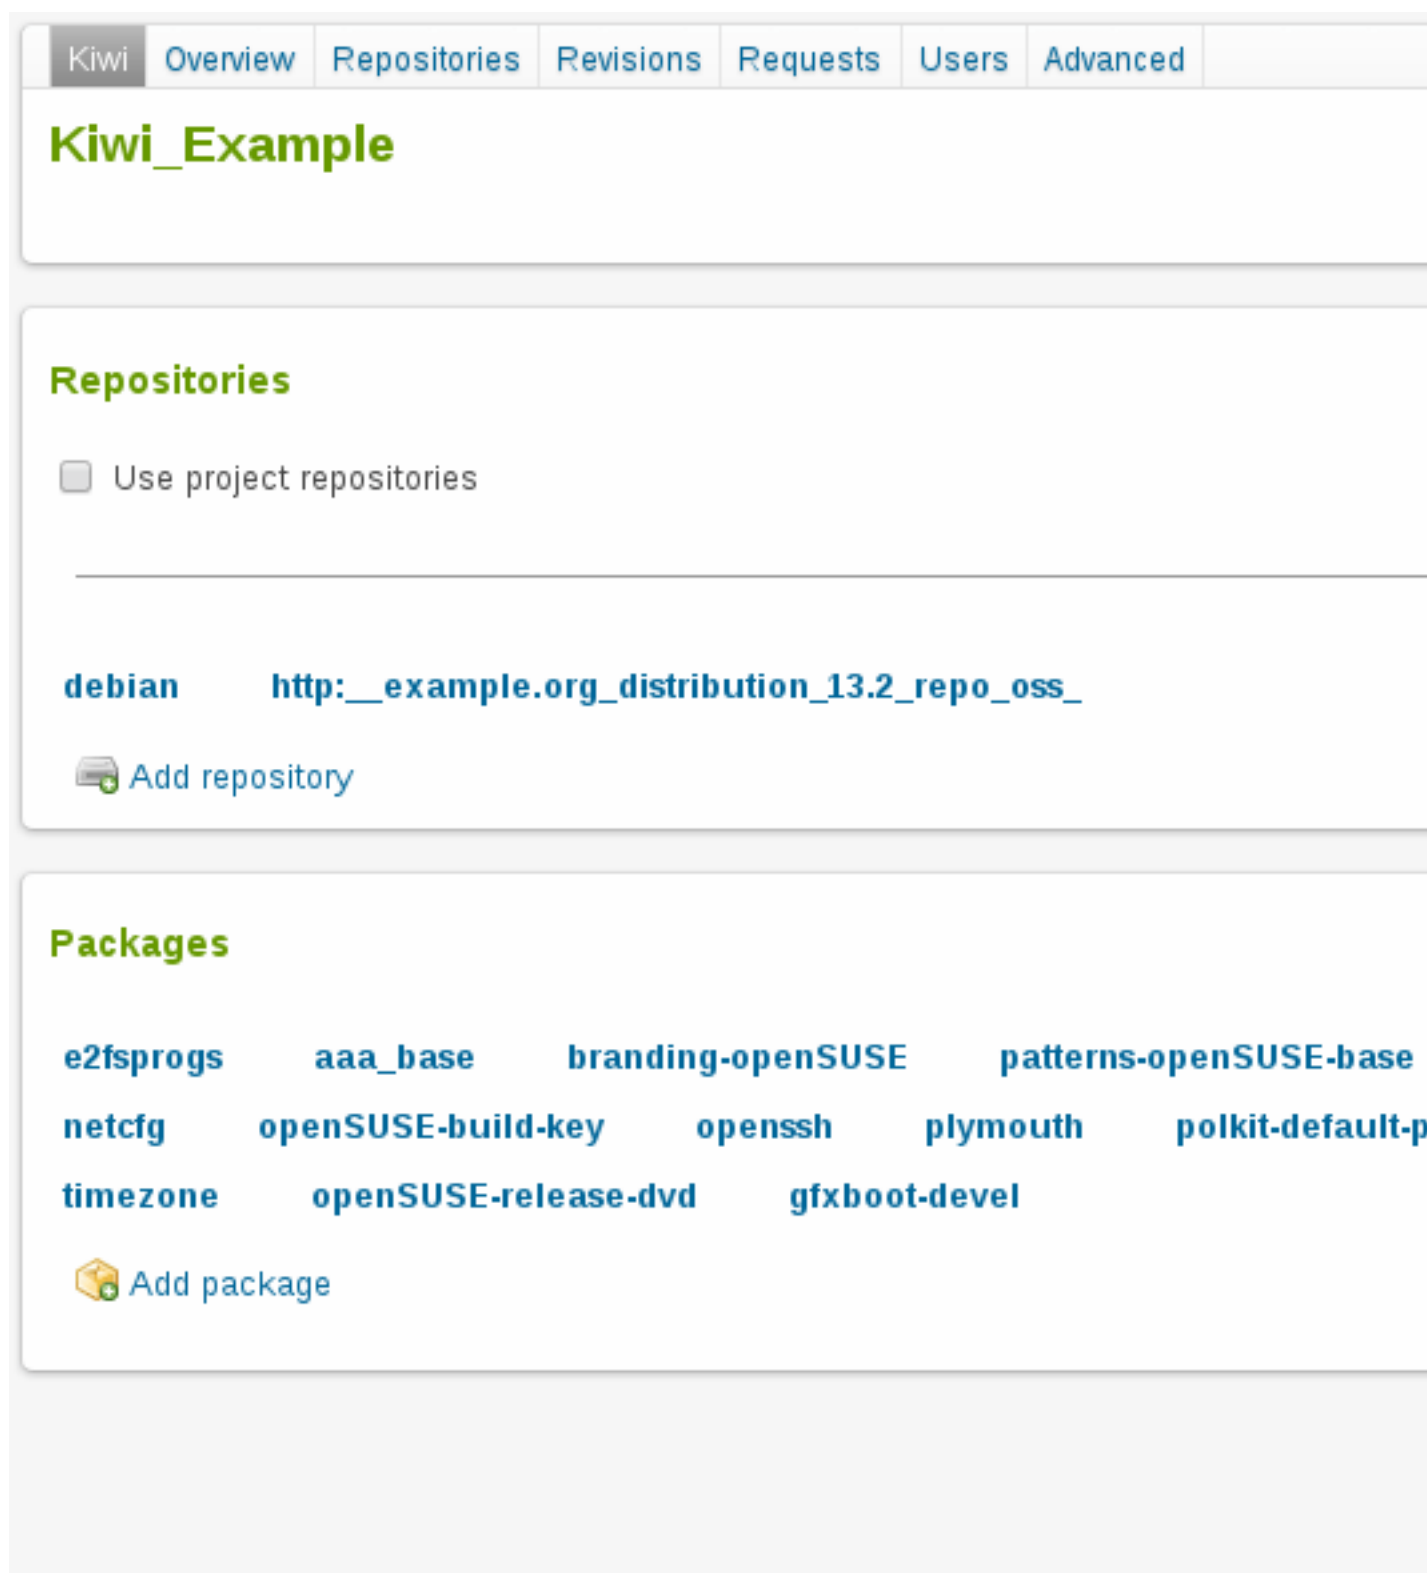 Kiwi Overview Repositories Revisions Requests Users Advanced
Kiwi_Example
Repositories
Use project repositories
debian http:__example.org_distribution_13.2_repo_oss_
Add repository
Packages
e2fsprogs aaa_base branding-openSUSE patterns-openSUSE-base
netcfg openSUSE-build-key openssh plymouth polkit-default-p
timezone openSUSE-release-dvd gfxboot-devel
Add package